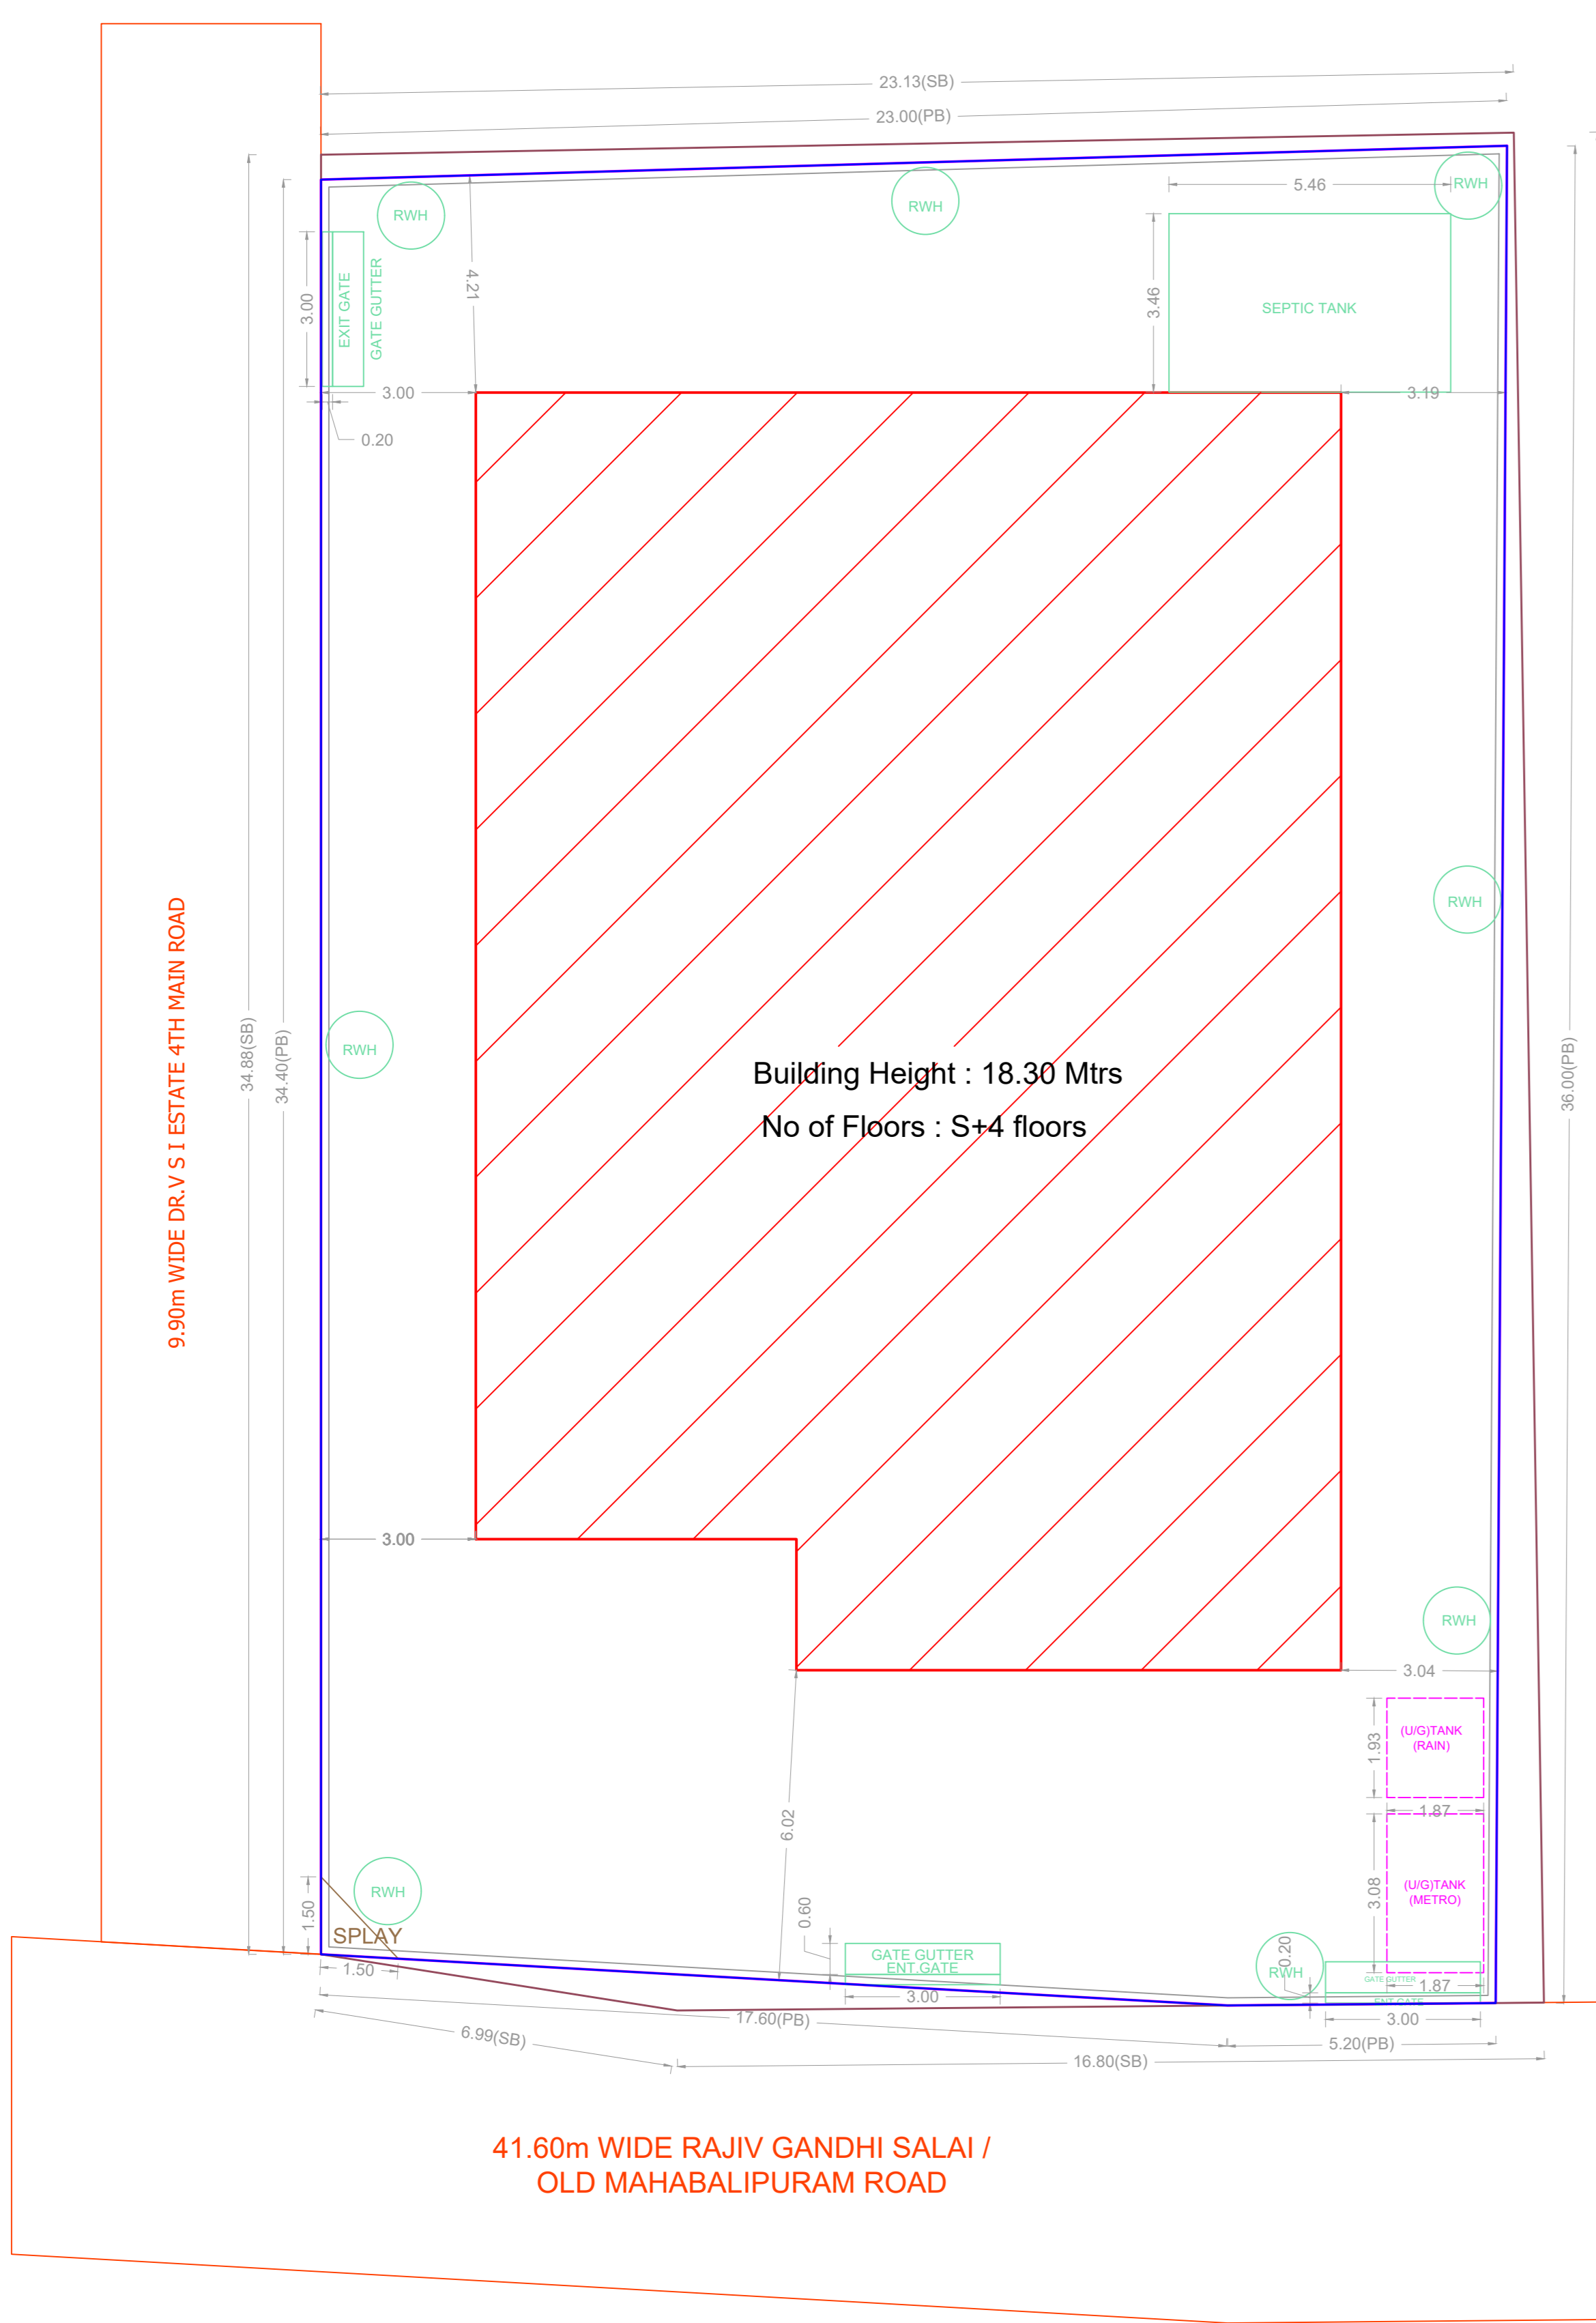 23.13(SB)
23.00(PB)
RWH
RWH
RWH
5.46
3.46
SEPTIC TANK
4.21
3.00
EXIT GATE
GATE GUTTER
3.00
3.19
0.20
9.90m WIDE DR.V S I ESTATE 4TH MAIN ROAD
34.88(SB)
34.40(PB)
36.00(PB)
RWH
RWH
Building Height : 18.30 Mtrs
No of Floors : S+4 floors
3.00
RWH
3.04
(U/G)TANK
(RAIN)
1.93
1.87
6.02
(U/G)TANK
(METRO)
3.08
RWH
1.50
SPLAY
1.50
0.60
GATE GUTTER
ENT.GATE
3.00
0.20
RWH
GATE GUTTER
1.87
ENT.GATE
3.00
17.60(PB)
6.99(SB)
5.20(PB)
16.80(SB)
41.60m WIDE RAJIV GANDHI SALAI /
OLD MAHABALIPURAM ROAD